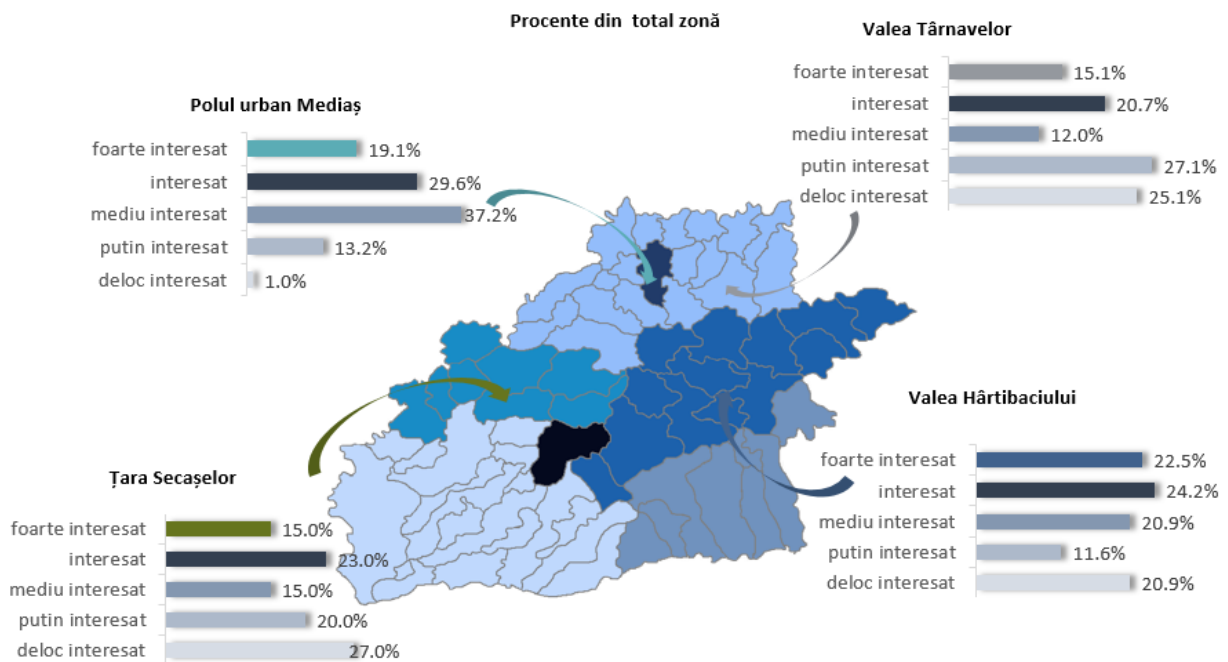 Procente din total zonă
Valea Târnavelor
foarte interesat 15.1%
interesat 20.7%
mediu interesat 12.0%
putin interesat 27.1%
deloc interesat 25.1%
Polul urban Mediaș
foarte interesat 19.1%
interesat 29.6%
mediu interesat 37.2%
putin interesat 13.2%
deloc interesat 1.0%
Valea Hârtibaciului
foarte interesat 22.5%
interesat 24.2%
mediu interesat 20.9%
putin interesat 11.6%
deloc interesat 20.9%
Țara Secașelor
foarte interesat 15.0%
interesat 23.0%
mediu interesat 15.0%
putin interesat 20.0%
deloc interesat 27.0%